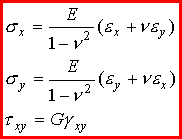 σx = E / (1 − ν²) (εx + νεy)
σy = E / (1 − ν²) (εy + νεx)
τxy = Gγxy